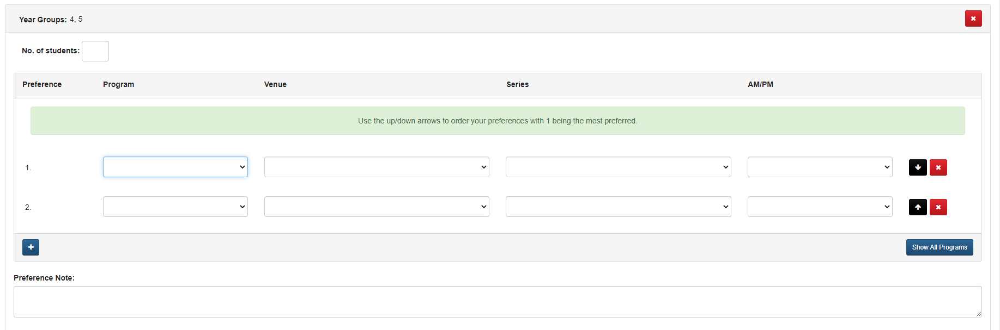 Year Groups: 4, 5
No. of students:
Preference Program Venue Series AM/PM
Use the up/down arrows to order your preferences with 1 being the most preferred.
1.
2.
Show All Programs
Preference Note: